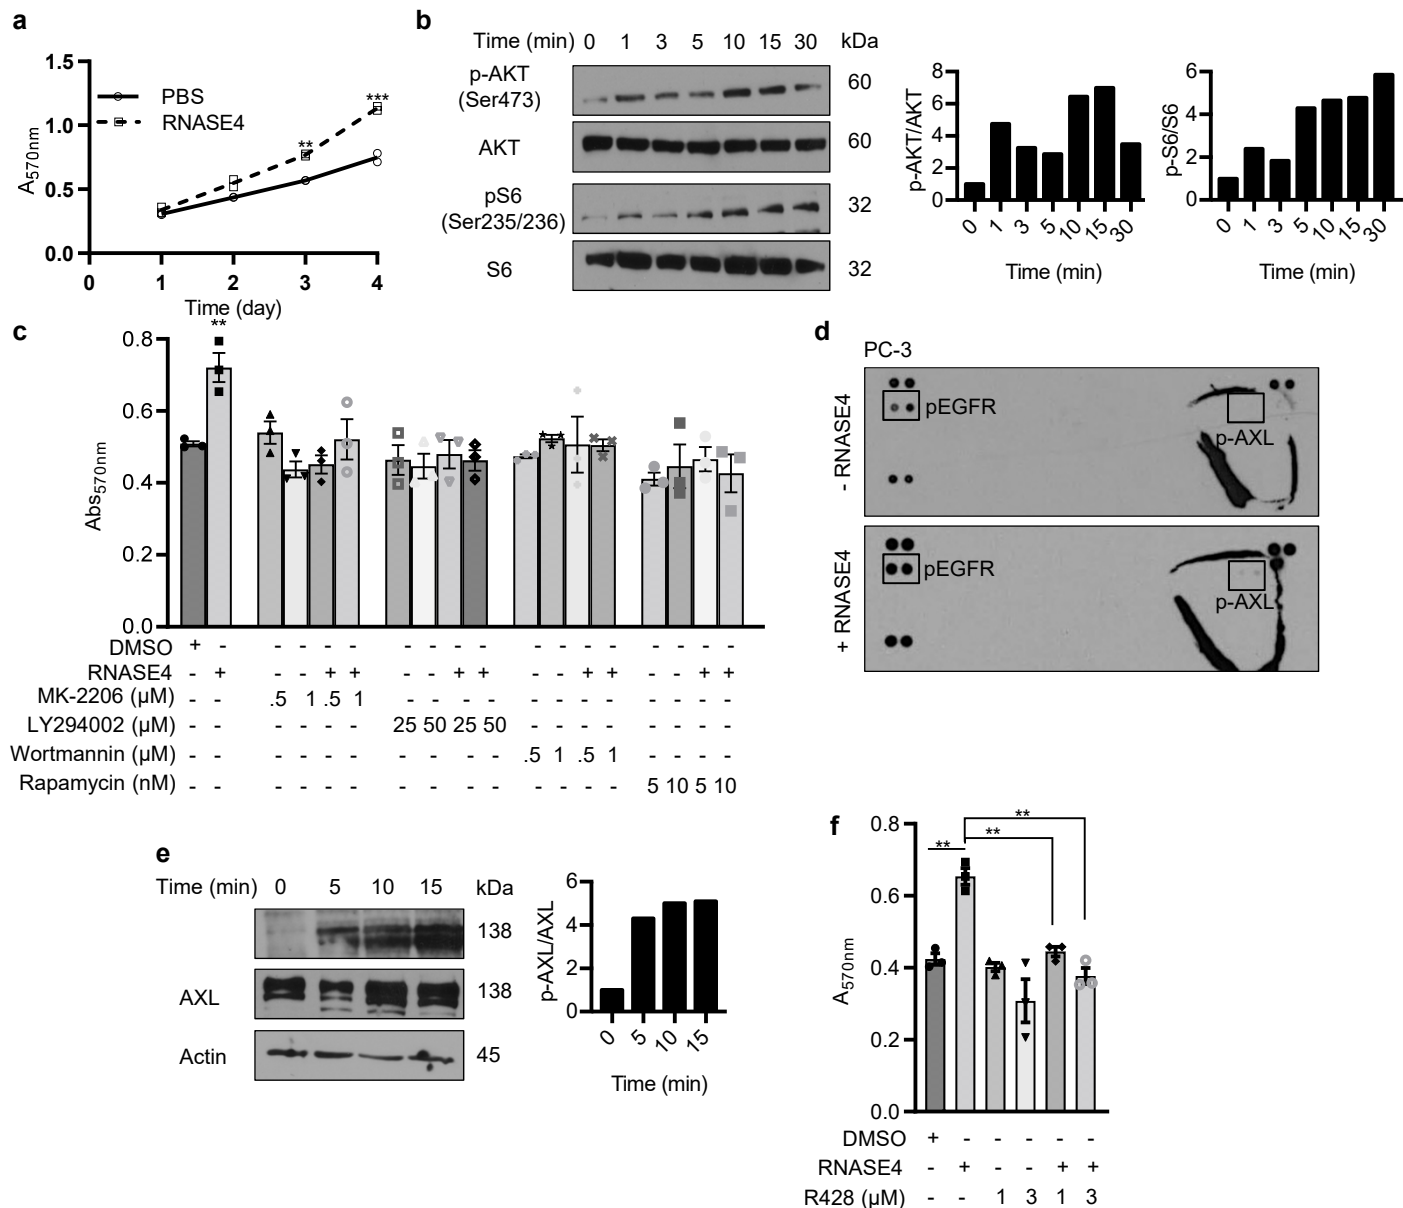 a
1.5
1.0
0.5
0.0
A570nm
PBS
RNASE4
**
***
0 1 2 3 4
Time (day)
b
Time (min) 0 1 3 5 10 15 30 kDa
p-AKT
(Ser473)
60
AKT
60
pS6
(Ser235/236)
32
S6
32
8
6
4
2
0
p-AKT/AKT
0 1 3 5 10 15 30
Time (min)
6
4
2
0
p-S6/S6
0 1 3 5 10 15 30
Time (min)
c
0.8
0.6
0.4
0.2
0.0
Abs570nm
**
DMSO + - - - - - - - - - - - - - - - - -
RNASE4 - + - - + + - - + + - - + + - - + +
MK-2206 (µM) - - .5 1 .5 1 - - - - - - - - - - - -
LY294002 (µM) - - - - - - 25 50 25 50 - - - - - - - -
Wortmannin (µM) - - - - - - - - - - .5 1 .5 1 - - - -
Rapamycin (nM) - - - - - - - - - - - - - - 5 10 5 10
d
PC-3
- RNASE4
pEGFR
p-AXL
+ RNASE4
pEGFR
p-AXL
e
Time (min) 0 5 10 15 kDa
138
AXL
138
Actin
45
6
4
2
0
p-AXL/AXL
0 5 10 15
Time (min)
f
0.8
0.6
0.4
0.2
0.0
A570nm
**
**
**
DMSO + - - - - -
RNASE4 - + - - + +
R428 (µM) - - 1 3 1 3